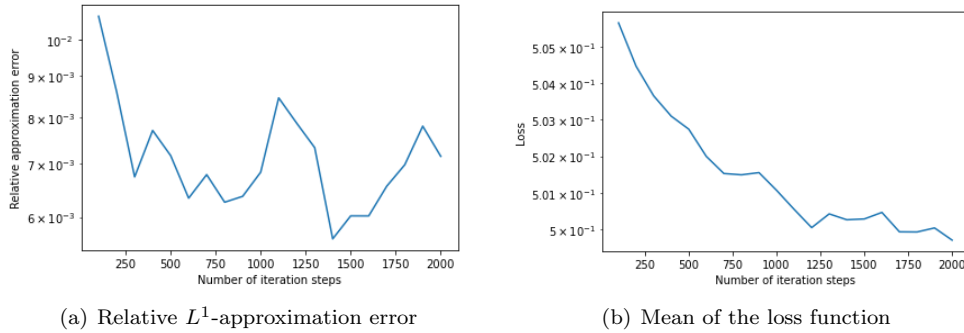 10⁻²
9 × 10⁻³
8 × 10⁻³
7 × 10⁻³
6 × 10⁻³
Relative approximation error
250 500 750 1000 1250 1500 1750 2000
Number of iteration steps
(a) Relative L¹-approximation error
5.05 × 10⁻¹
5.04 × 10⁻¹
5.03 × 10⁻¹
5.02 × 10⁻¹
5.01 × 10⁻¹
5 × 10⁻¹
Loss
250 500 750 1000 1250 1500 1750 2000
Number of iteration steps
(b) Mean of the loss function